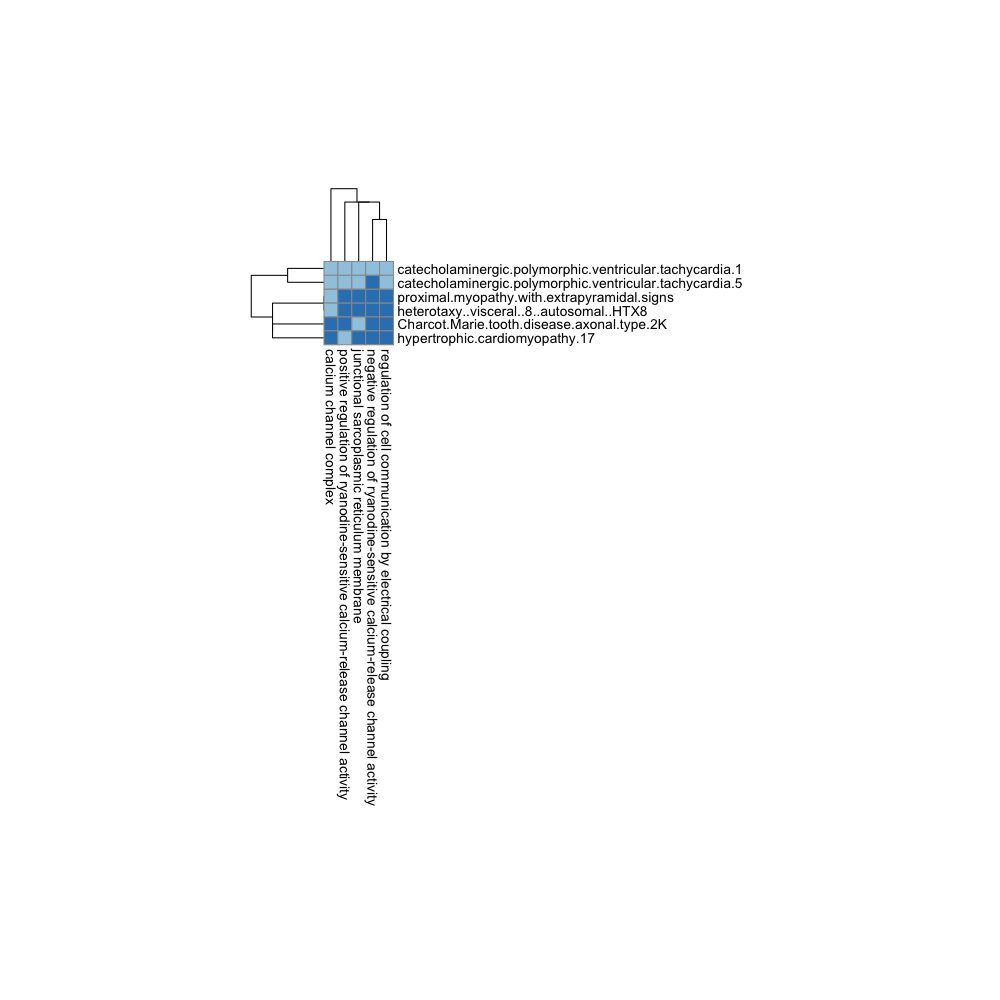 catecholaminergic.polymorphic.ventricular.tachycardia.1
catecholaminergic.polymorphic.ventricular.tachycardia.5
proximal.myopathy.with.extrapyramidal.signs
heterotaxy..visceral..8..autosomal..HTX8
Charcot.Marie.tooth.disease.axonal.type.2K
hypertrophic.cardiomyopathy.17
calcium channel complex
positive regulation of ryanodine-sensitive calcium-release channel activity
junctional sarcoplasmic reticulum membrane
negative regulation of ryanodine-sensitive calcium-release channel activity
regulation of cell communication by electrical coupling